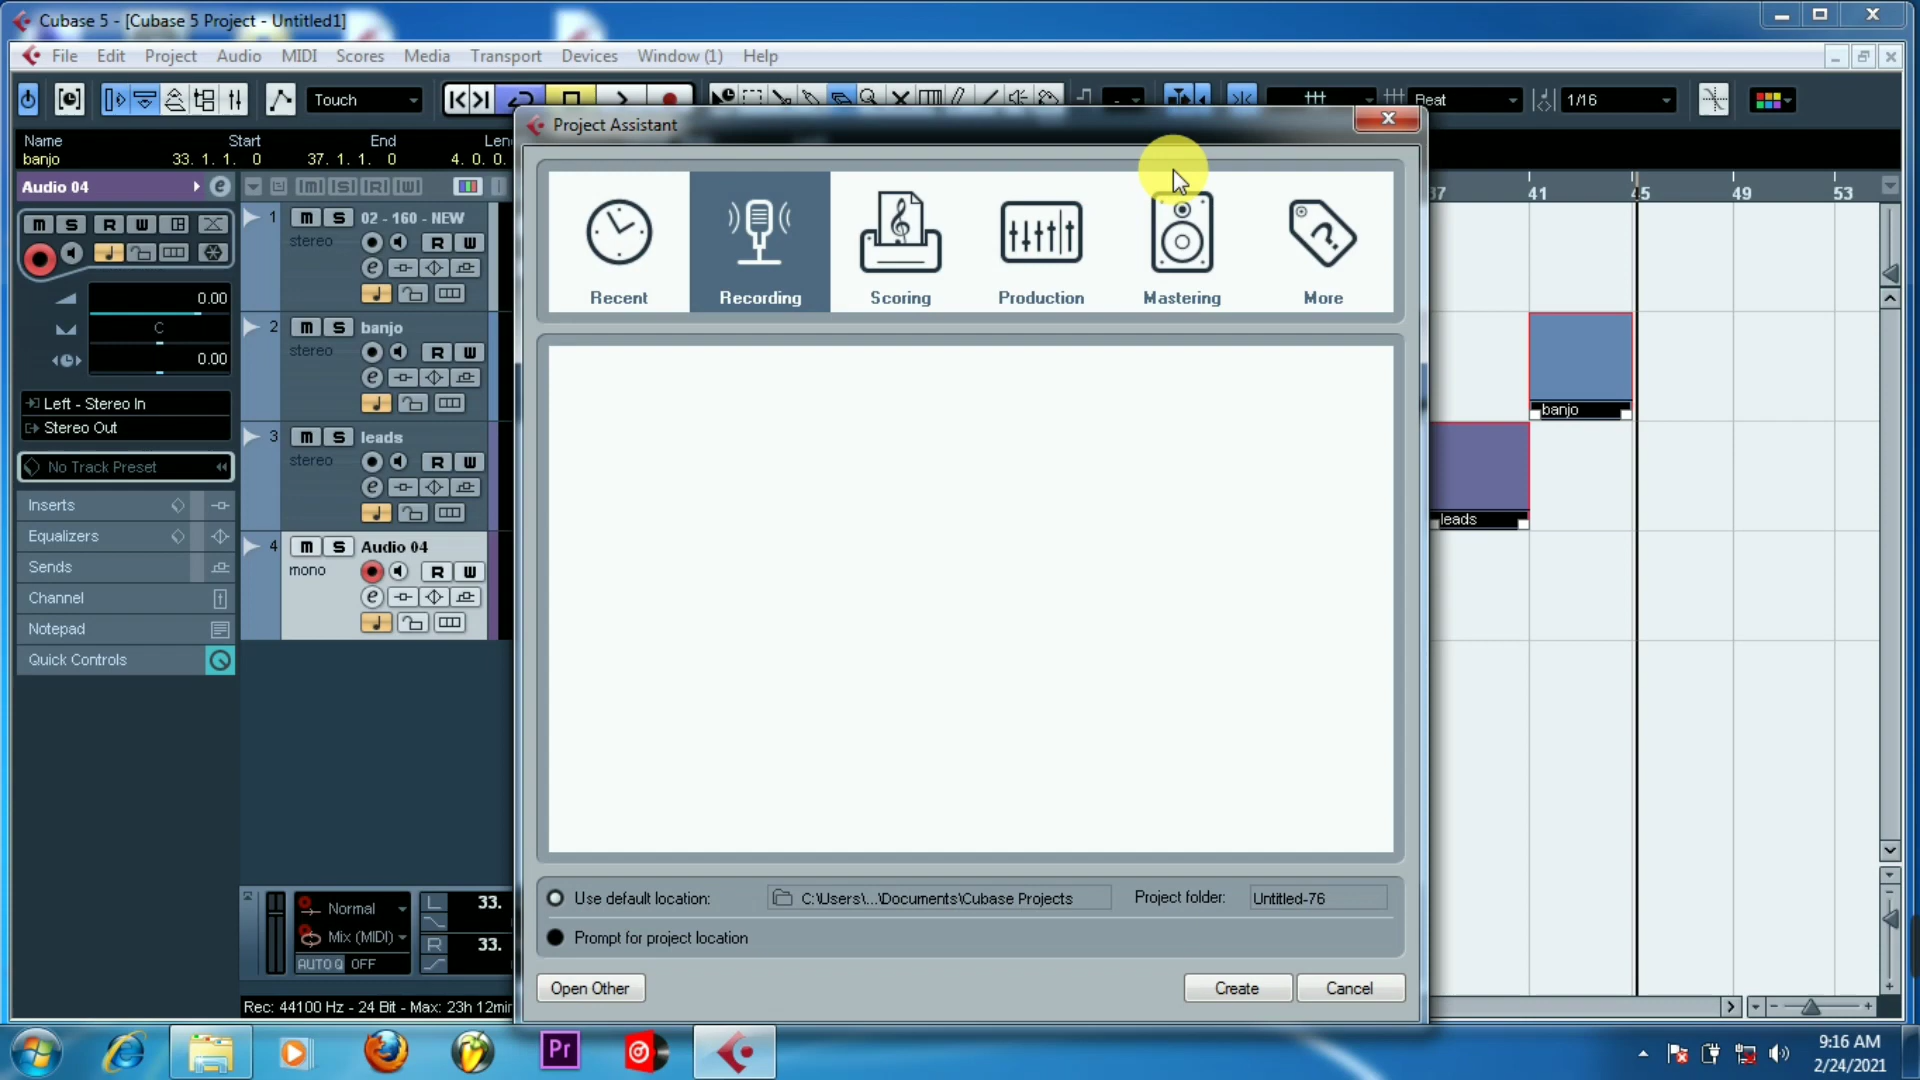 Cubase 5 - [Cubase 5 Project - Untitled1]
File Edit Project Audio MIDI Scores Media Transport Devices Window (1) Help
Touch
Beat
1/16
Name Start End Len
banjo 33. 1. 1. 0 37. 1. 1. 0 4. 0. 0.
Audio 04
Project Assistant
37 41 45 49 53
M S R W
0.00
C
0.00
Left - Stereo In
Stereo Out
No Track Preset
Inserts
Equalizers
Sends
Channel
Notepad
Quick Controls
1 M S 02 - 160 - NEW
stereo R W
2 M S banjo
stereo R W
3 M S leads
stereo R W
4 M S Audio 04
mono R W
Recent Recording Scoring Production Mastering More
banjo
leads
Use default location: C:\Users\...\Documents\Cubase Projects Project folder: Untitled-76
Prompt for project location
Open Other Create Cancel
Normal L 33.
Mix (MIDI) R 33.
AUTO Q OFF
Rec: 44100 Hz - 24 Bit - Max: 23h 12min
Pr
9:16 AM
2/24/2021